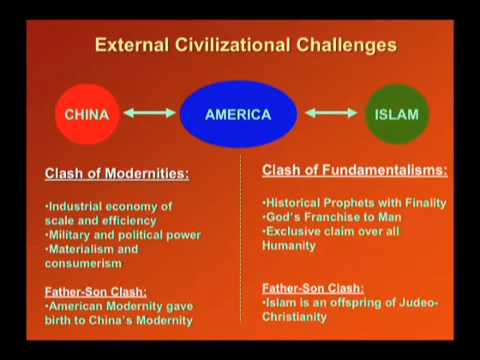 External Civilizational Challenges
CHINA
AMERICA
ISLAM
Clash of Modernities:
•Industrial economy of
scale and efficiency
•Military and political power
•Materialism and
consumerism
Father-Son Clash:
•American Modernity gave
birth to China's Modernity
Clash of Fundamentalisms:
•Historical Prophets with Finality
•God's Franchise to Man
•Exclusive claim over all
Humanity
Father-Son Clash:
•Islam is an offspring of Judeo-
Christianity